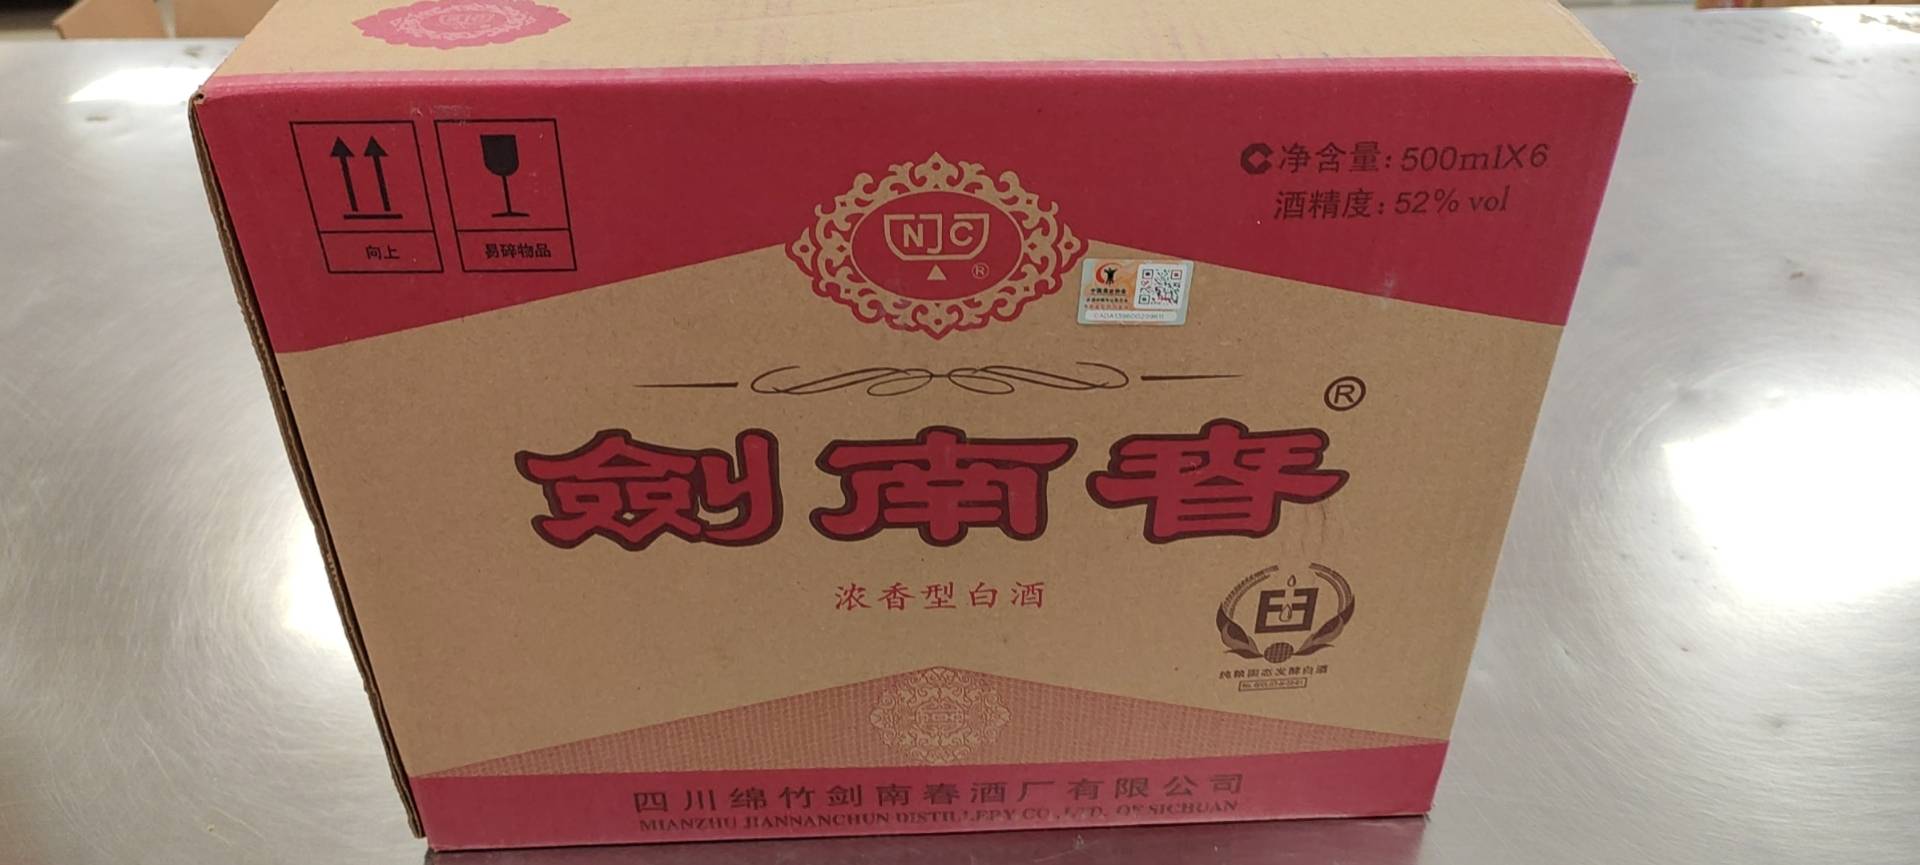 净含量: 500mlX6
酒精度: 52% vol
向上
易碎物品
NJC
®
®
劍南春
浓香型白酒
纯粮固态发酵白酒
四川绵竹剑南春酒厂有限公司
MIANZHU JIANNANCHUN DISTILLERY CO., LTD. OF SICHUAN